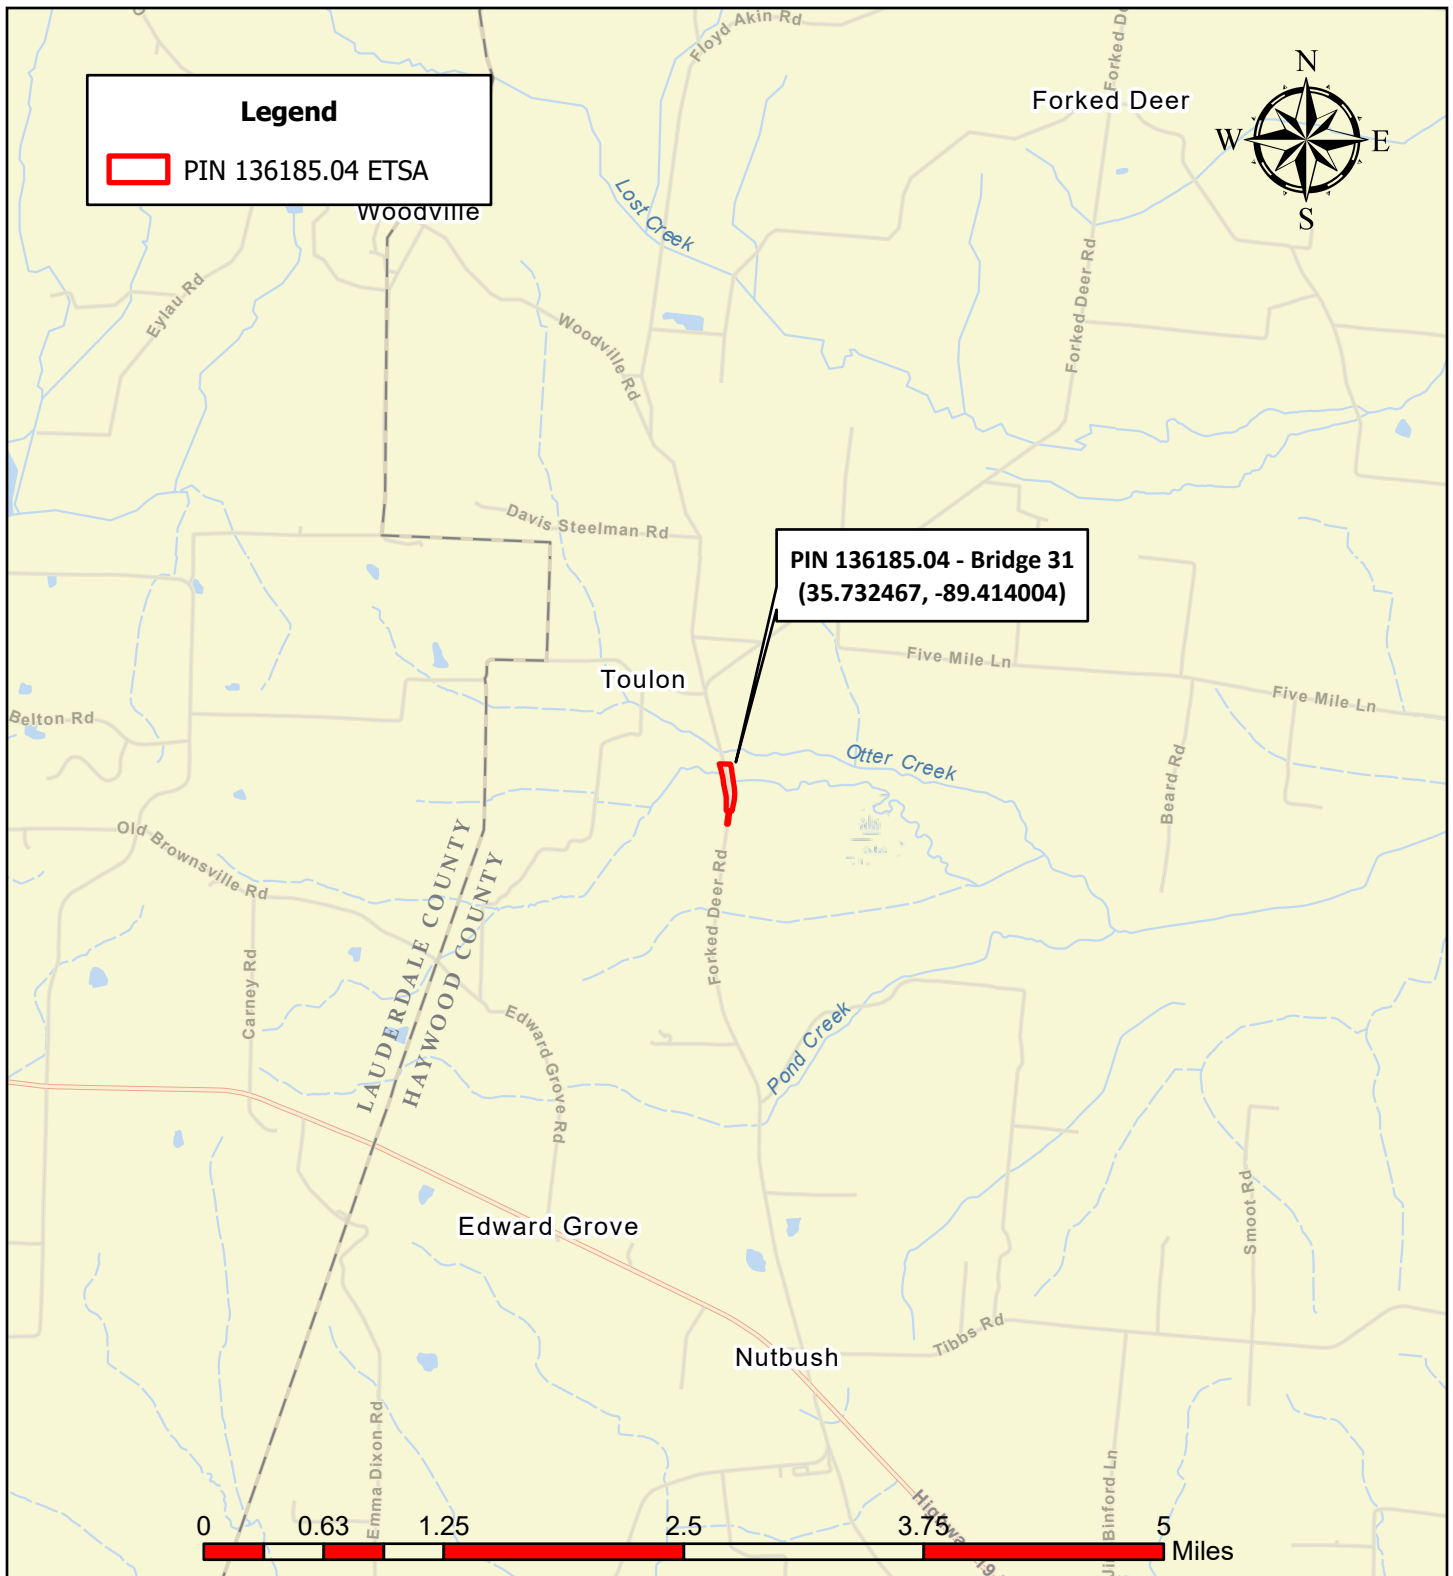 Floyd Akin Rd
Forked De
N
W
E
S
Legend
PIN 136185.04 ETSA
Forked Deer
Woodville
Lost Creek
Eylau Rd
Woodville Rd
Forked Deer Rd
Davis Steelman Rd
PIN 136185.04 - Bridge 31
(35.732467, -89.414004)
Five Mile Ln
Toulon
Five Mile Ln
Belton Rd
Otter Creek
Beard Rd
Old Brownsville Rd
LAUDERDALE COUNTY
HAYWOOD COUNTY
Forked Deer Rd
Carney Rd
Edward Grove Rd
Pond Creek
Smoot Rd
Edward Grove
Tibbs Rd
Nutbush
Emma Dixon Rd
Binford Ln
0 0.63 1.25 2.5 3.75 5
Miles